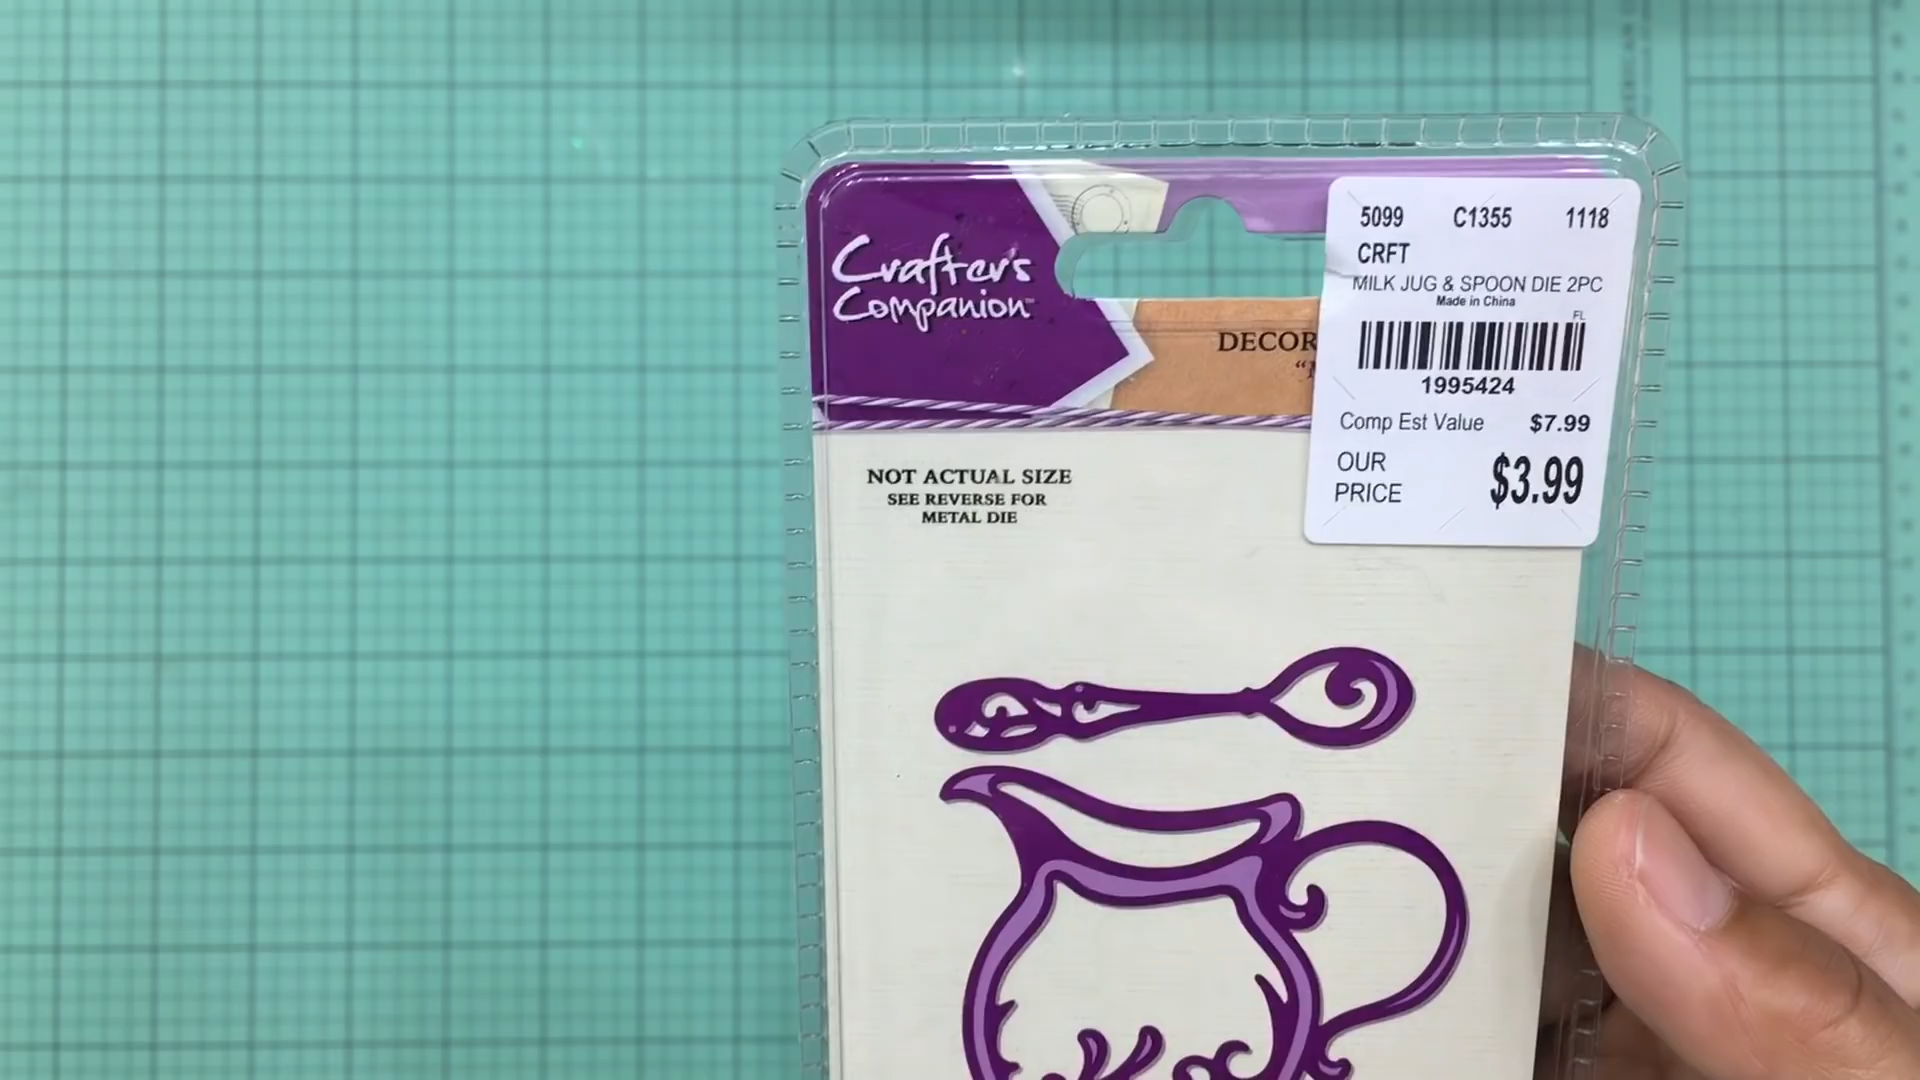 Crafter's
Companion
DECOR
NOT ACTUAL SIZE
SEE REVERSE FOR
METAL DIE
5099 C1355 1118
CRFT
MILK JUG & SPOON DIE 2PC
Made in China
FL
1995424
Comp Est Value $7.99
OUR
PRICE $3.99